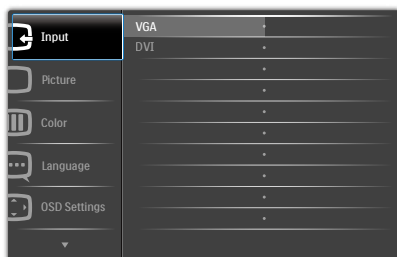 Input
Picture
Color
Language
OSD Settings
VGA
DVI